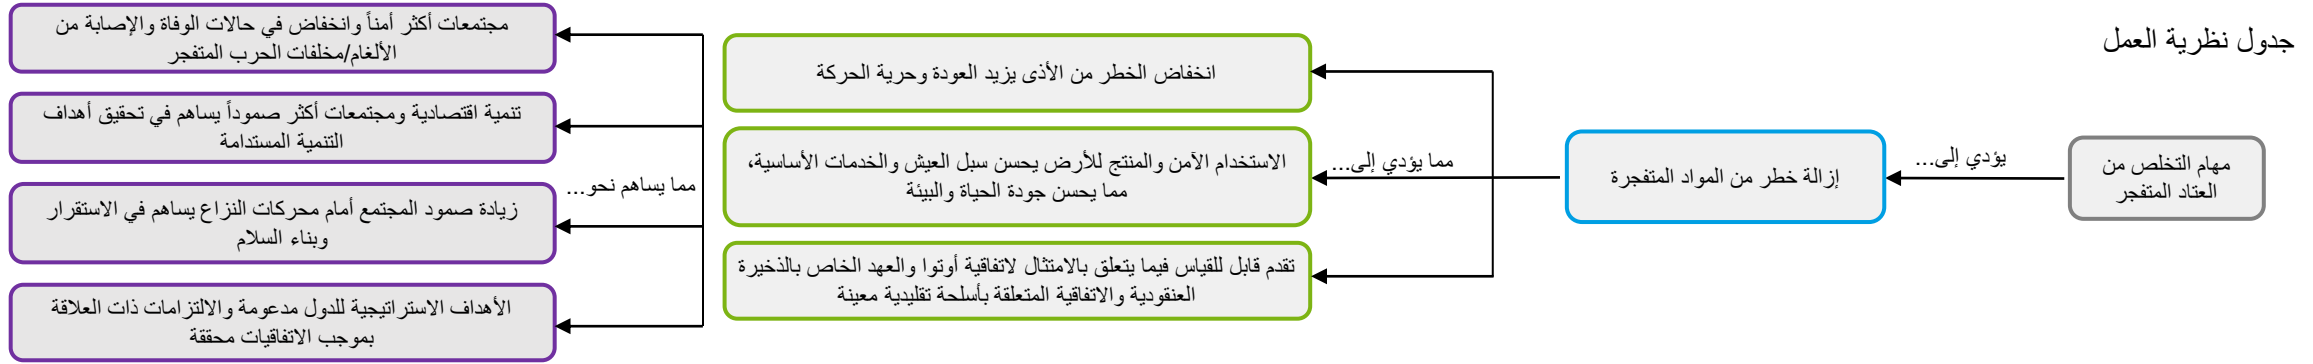 جدول نظرية العمل
مهام التخلص من
العتاد المتفجر
يؤدي إلى...
إزالة خطر من المواد المتفجرة
مما يؤدي إلى...
انخفاض الخطر من الأذى يزيد العودة وحرية الحركة
الاستخدام الآمن والمنتج للأرض يحسن سبل العيش والخدمات الأساسية،
مما يحسن جودة الحياة والبيئة
تقدم قابل للقياس فيما يتعلق بالامتثال لاتفاقية أوتوا والعهد الخاص بالذخيرة
العنقودية والاتفاقية المتعلقة بأسلحة تقليدية معينة
مما يساهم نحو...
مجتمعات أكثر أمناً وانخفاض في حالات الوفاة والإصابة من
الألغام/مخلفات الحرب المتفجر
تنمية اقتصادية ومجتمعات أكثر صموداً يساهم في تحقيق أهداف
التنمية المستدامة
زيادة صمود المجتمع أمام محركات النزاع يساهم في الاستقرار
وبناء السلام
الأهداف الاستراتيجية للدول مدعومة والالتزامات ذات العلاقة
بموجب الاتفاقيات محققة